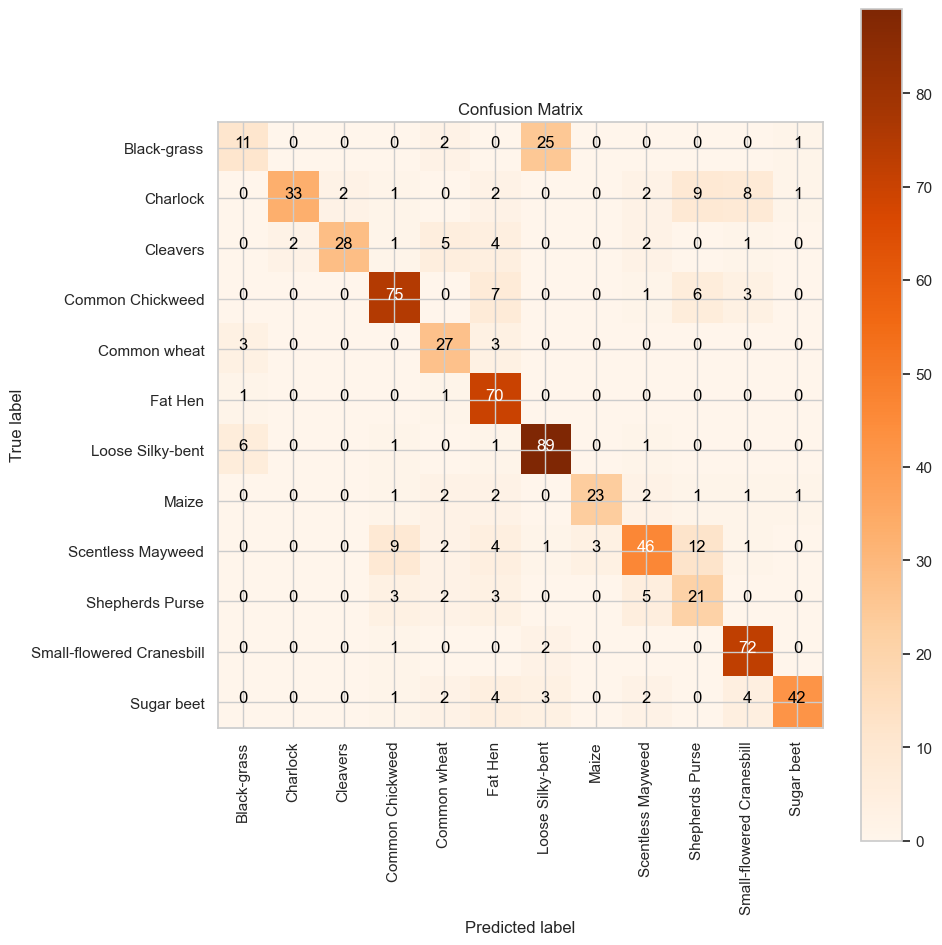 Confusion Matrix
True label
Black-grass 11 0 0 0 2 0 25 0 0 0 0 1
Charlock 0 33 2 1 0 2 0 0 2 9 8 1
Cleavers 0 2 28 1 5 4 0 0 2 0 1 0
Common Chickweed 0 0 0 75 0 7 0 0 1 6 3 0
Common wheat 3 0 0 0 27 3 0 0 0 0 0 0
Fat Hen 1 0 0 0 1 70 0 0 0 0 0 0
Loose Silky-bent 6 0 0 1 0 1 89 0 1 0 0 0
Maize 0 0 0 1 2 2 0 23 2 1 1 1
Scentless Mayweed 0 0 0 9 2 4 1 3 46 12 1 0
Shepherds Purse 0 0 0 3 2 3 0 0 5 21 0 0
Small-flowered Cranesbill 0 0 0 1 0 0 2 0 0 0 72 0
Sugar beet 0 0 0 1 2 4 3 0 2 0 4 42
Black-grass
Charlock
Cleavers
Common Chickweed
Common wheat
Fat Hen
Loose Silky-bent
Maize
Scentless Mayweed
Shepherds Purse
Small-flowered Cranesbill
Sugar beet
Predicted label
80
70
60
50
40
30
20
10
0